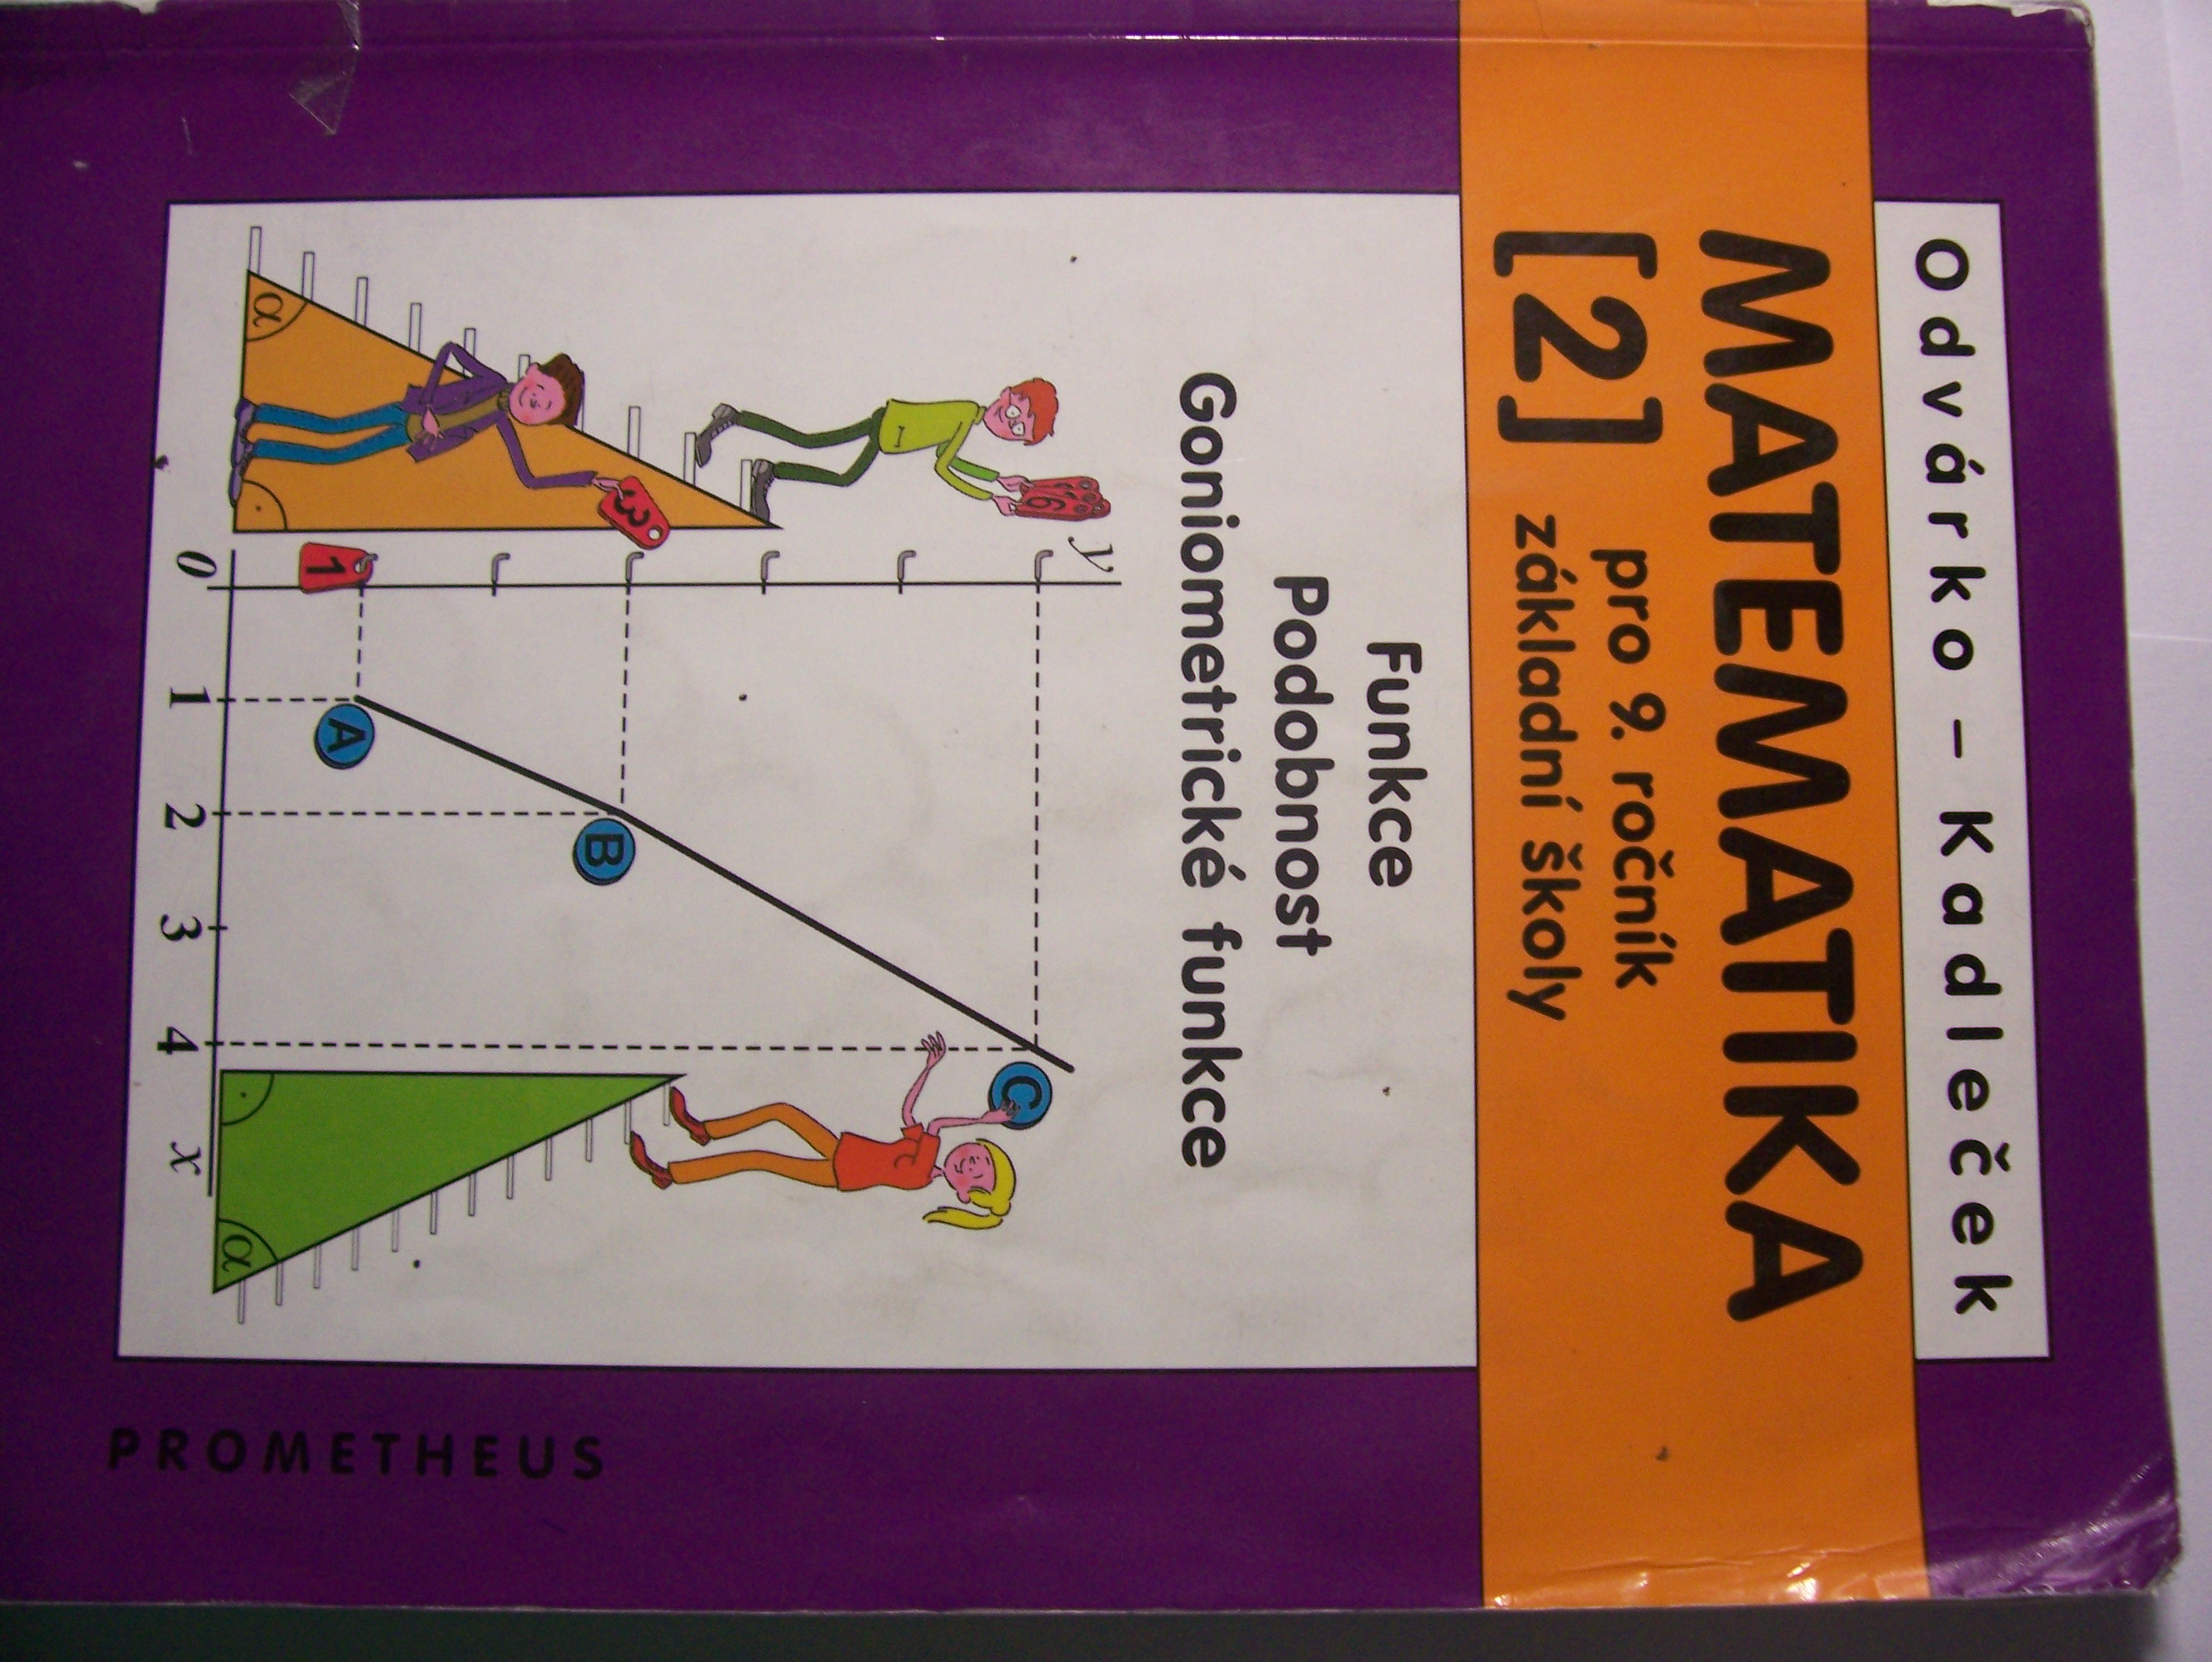 Odvárko – Kadleček
MATEMATIKA
[2] pro 9. ročník
základní školy
Funkce
Podobnost
Goniometrické funkce
y
6
3
C
B
1
A
α
α
0 1 2 3 4 x
PROMETHEUS